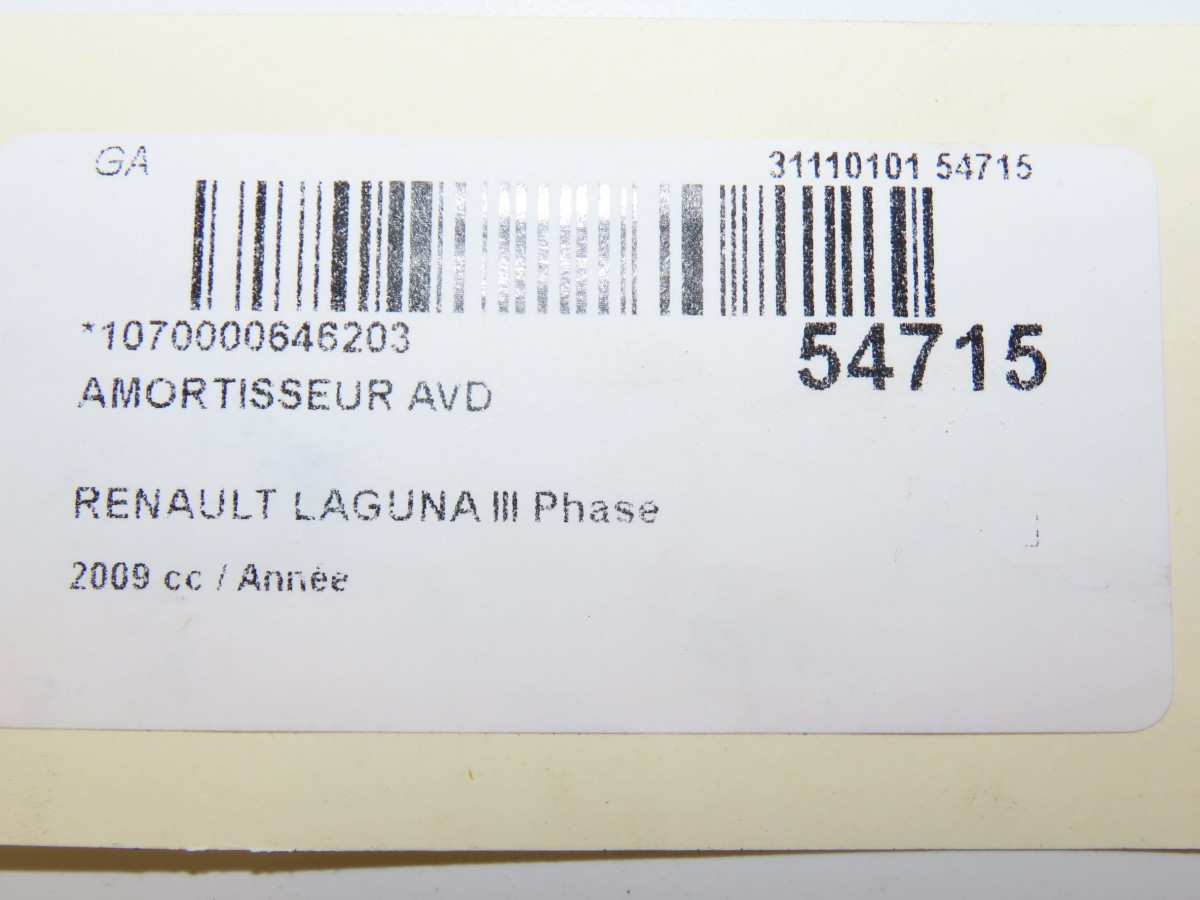 GA
31110101 54715
*1070000646203
54715
AMORTISSEUR AVD
RENAULT LAGUNA III Phase
2009 cc / Année